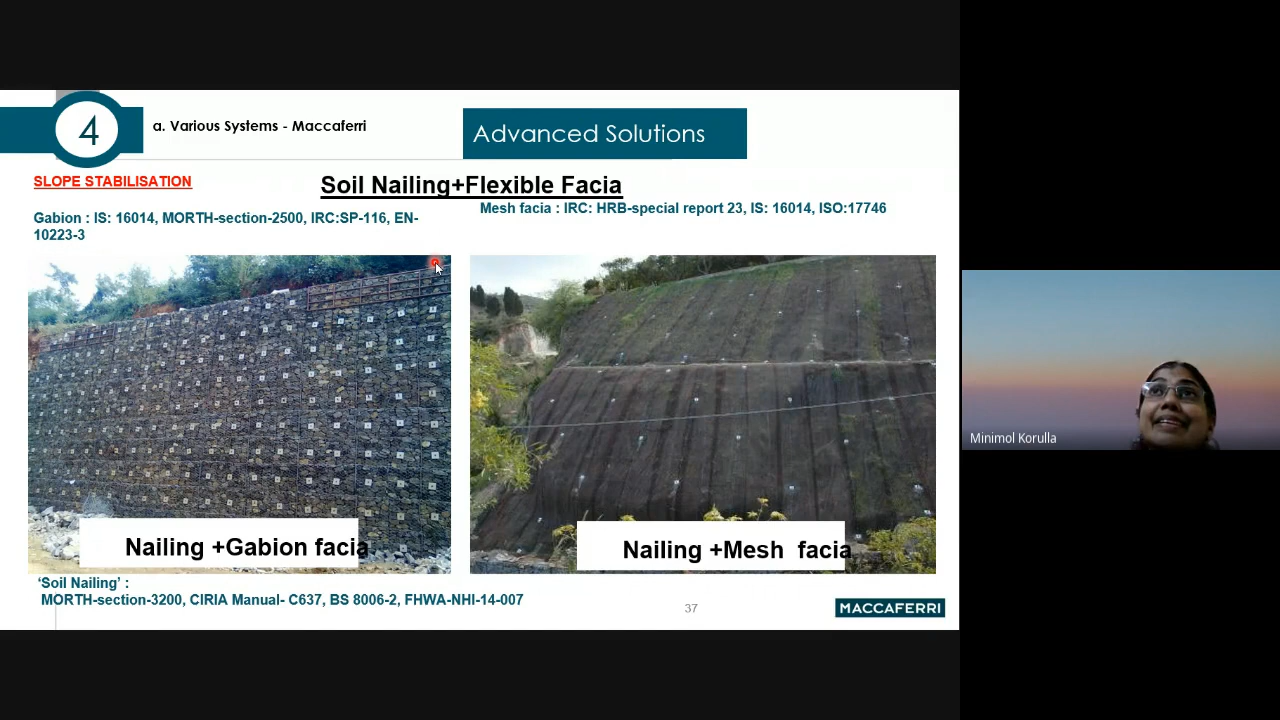 4
a. Various Systems - Maccaferri
Advanced Solutions
SLOPE STABILISATION
Soil Nailing+Flexible Facia
Gabion : IS: 16014, MORTH-section-2500, IRC:SP-116, EN-
10223-3
Mesh facia : IRC: HRB-special report 23, IS: 16014, ISO:17746
Nailing +Gabion facia
Nailing +Mesh facia
‘Soil Nailing’ :
MORTH-section-3200, CIRIA Manual- C637, BS 8006-2, FHWA-NHI-14-007
37
MACCAFERRI
Minimol Korulla